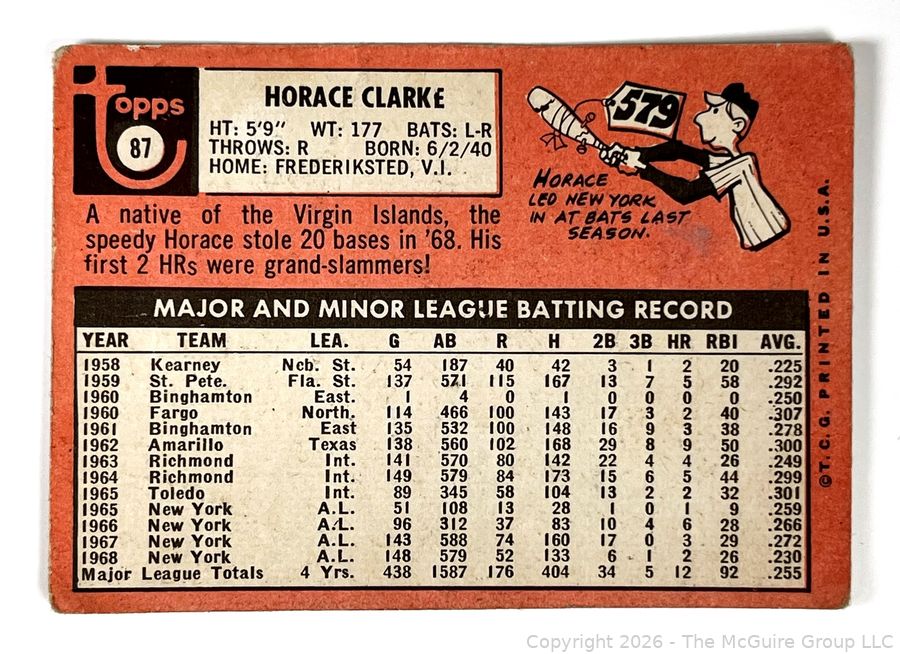 topps
87
HORACE CLARKE
HT: 5'9" WT: 177 BATS: L-R
THROWS: R BORN: 6/2/40
HOME: FREDERIKSTED, V.I.
579
HORACE
LED NEW YORK
IN AT BATS LAST
SEASON.
A native of the Virgin Islands, the
speedy Horace stole 20 bases in '68. His
first 2 HRs were grand-slammers!
MAJOR AND MINOR LEAGUE BATTING RECORD
YEAR TEAM LEA. G AB R H 2B 3B HR RBI AVG.
1958 Kearney Neb. St. 54 187 40 42 3 1 2 20 .225
1959 St. Pete. Fla. St. 137 571 115 167 13 7 5 58 .292
1960 Binghamton East. 1 4 0 1 0 0 0 0 .250
1960 Fargo North. 114 466 100 143 17 3 2 40 .307
1961 Binghamton East 135 532 100 148 16 9 3 38 .278
1962 Amarillo Texas 138 560 102 168 29 8 9 50 .300
1963 Richmond Int. 141 570 80 142 22 4 4 26 .249
1964 Richmond Int. 149 579 84 173 15 6 5 44 .299
1965 Toledo Int. 89 345 58 104 13 2 2 32 .301
1965 New York A.L. 51 108 13 28 1 0 1 9 .259
1966 New York A.L. 96 312 37 83 10 4 6 28 .266
1967 New York A.L. 143 588 74 160 17 0 3 29 .272
1968 New York A.L. 148 579 52 133 6 1 2 26 .230
Major League Totals 4 Yrs. 438 1587 176 404 34 5 12 92 .255
©T.C.G. PRINTED IN U.S.A.
Copyright 2026 - The McGuire Group LLC